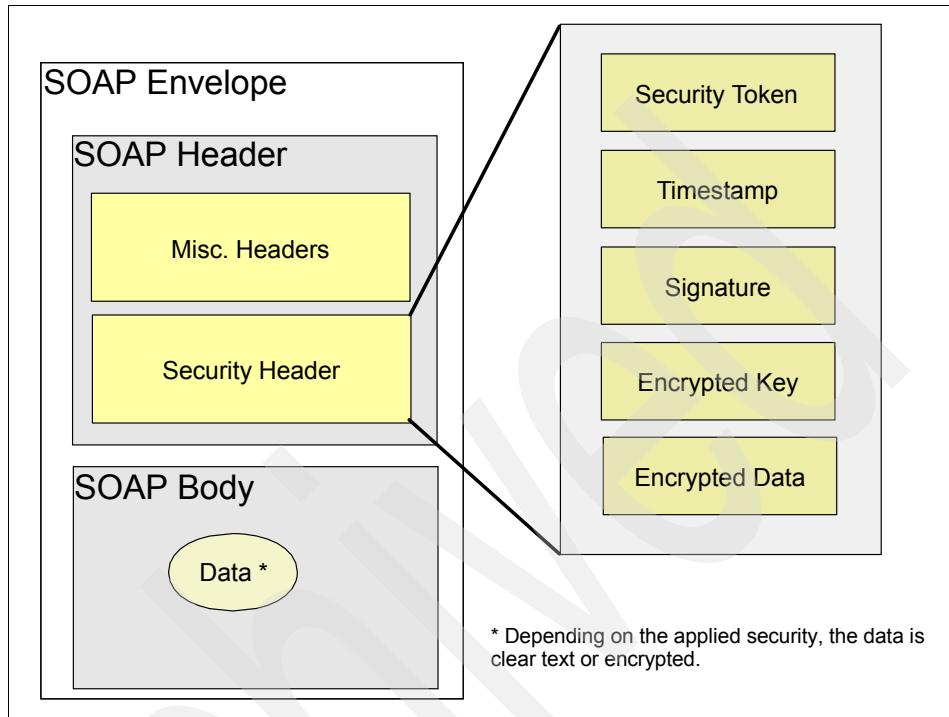 SOAP Envelope
SOAP Header
Misc. Headers
Security Header
SOAP Body
Data *
Security Token
Timestamp
Signature
Encrypted Key
Encrypted Data
* Depending on the applied security, the data is
clear text or encrypted.